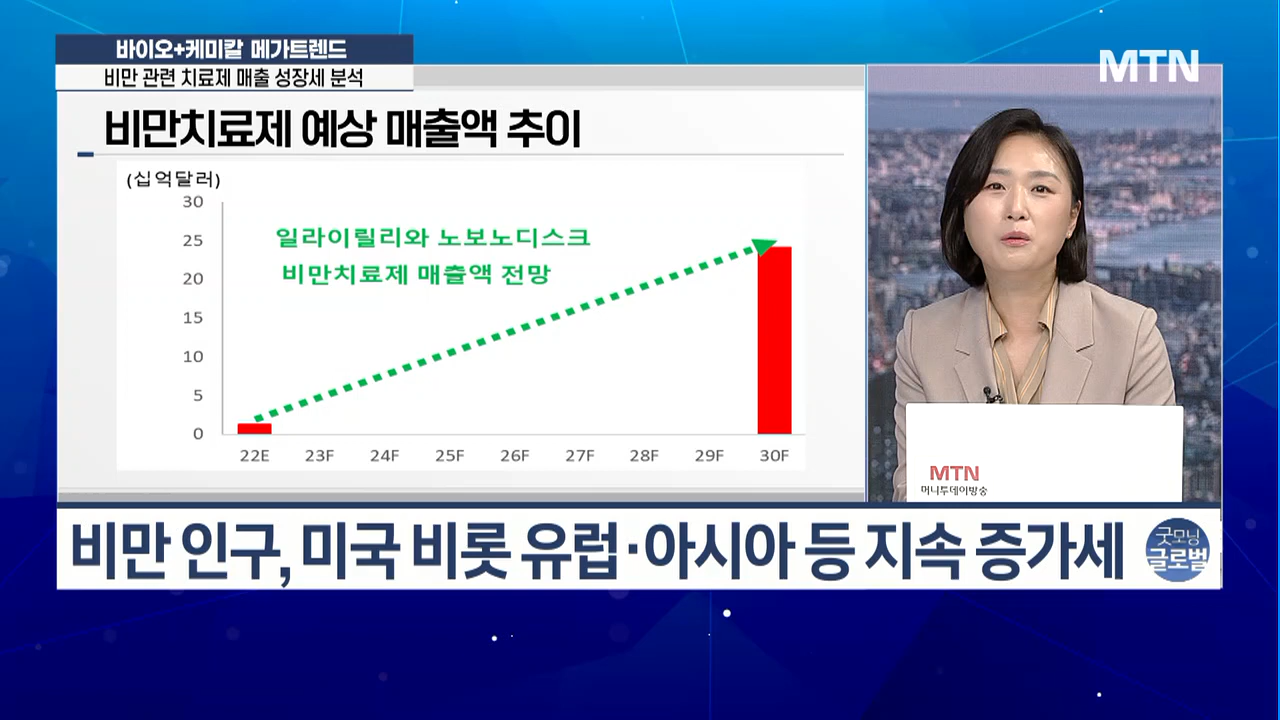 바이오+케미칼 메가트렌드
비만 관련 치료제 매출 성장세 분석
MTN
비만치료제 예상 매출액 추이
(십억달러)
30
25
20
15
10
5
0
일라이릴리와 노보노디스크
비만치료제 매출액 전망
22E 23F 24F 25F 26F 27F 28F 29F 30F
MTN
머니투데이방송
비만 인구, 미국 비롯 유럽·아시아 등 지속 증가세
굿모닝
글로벌